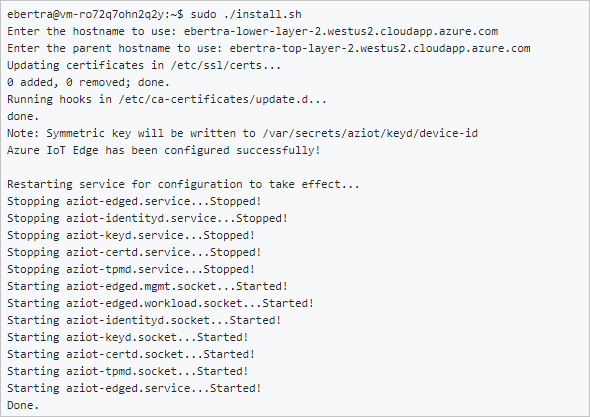 ebertra@vm-ro72q7ohn2q2y:~$ sudo ./install.sh
Enter the hostname to use: ebertra-lower-layer-2.westus2.cloudapp.azure.com
Enter the parent hostname to use: ebertra-top-layer-2.westus2.cloudapp.azure.com
Updating certificates in /etc/ssl/certs...
0 added, 0 removed; done.
Running hooks in /etc/ca-certificates/update.d...
done.
Note: Symmetric key will be written to /var/secrets/aziot/keyd/device-id
Azure IoT Edge has been configured successfully!

Restarting service for configuration to take effect...
Stopping aziot-edged.service...Stopped!
Stopping aziot-identityd.service...Stopped!
Stopping aziot-keyd.service...Stopped!
Stopping aziot-certd.service...Stopped!
Stopping aziot-tpmd.service...Stopped!
Starting aziot-edged.mgmt.socket...Started!
Starting aziot-edged.workload.socket...Started!
Starting aziot-identityd.socket...Started!
Starting aziot-keyd.socket...Started!
Starting aziot-certd.socket...Started!
Starting aziot-tpmd.socket...Started!
Starting aziot-edged.service...Started!
Done.